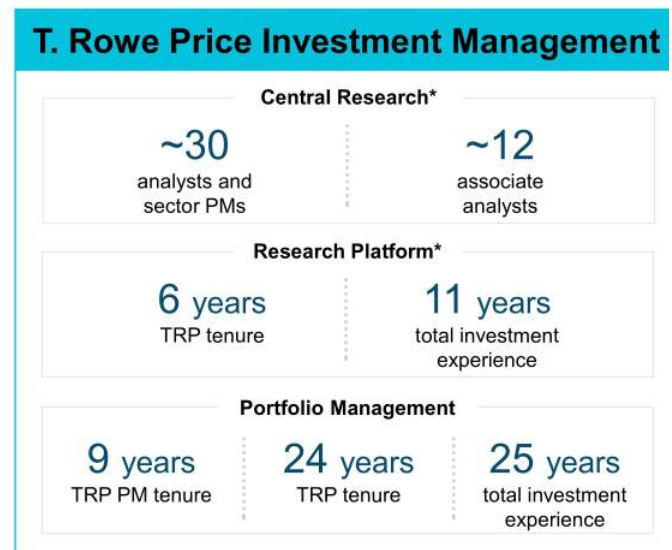 T. Rowe Price Investment Management
Central Research*
~30
~12
analysts and
sector PMs
associate
analysts
Research Platform*
6 years
11 years
TRP tenure
total investment
experience
Portfolio Management
9 years
24 years
25 years
TRP PM tenure
TRP tenure
total investment
experience